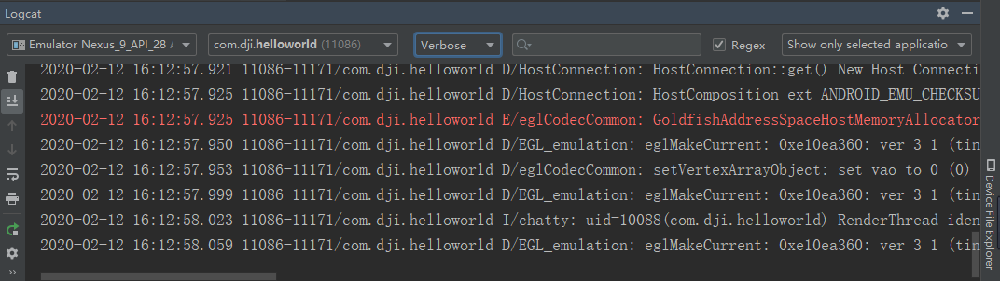 Logcat
Emulator Nexus_9_API_28 com.dji.helloworld (11086) Verbose Regex Show only selected applicatio
2020-02-12 16:12:57.921 11086-11171/com.dji.helloworld D/HostConnection: HostConnection::get() New Host Connecti
2020-02-12 16:12:57.925 11086-11171/com.dji.helloworld D/HostConnection: HostComposition ext ANDROID_EMU_CHECKSU
2020-02-12 16:12:57.925 11086-11171/com.dji.helloworld E/eglCodecCommon: GoldfishAddressSpaceHostMemoryAllocator
2020-02-12 16:12:57.950 11086-11171/com.dji.helloworld D/EGL_emulation: eglMakeCurrent: 0xe10ea360: ver 3 1 (tin
2020-02-12 16:12:57.953 11086-11171/com.dji.helloworld D/eglCodecCommon: setVertexArrayObject: set vao to 0 (0)
2020-02-12 16:12:57.999 11086-11171/com.dji.helloworld D/EGL_emulation: eglMakeCurrent: 0xe10ea360: ver 3 1 (tin
2020-02-12 16:12:58.023 11086-11171/com.dji.helloworld I/chatty: uid=10088(com.dji.helloworld) RenderThread iden
2020-02-12 16:12:58.059 11086-11171/com.dji.helloworld D/EGL_emulation: eglMakeCurrent: 0xe10ea360: ver 3 1 (tin
Device File Explorer